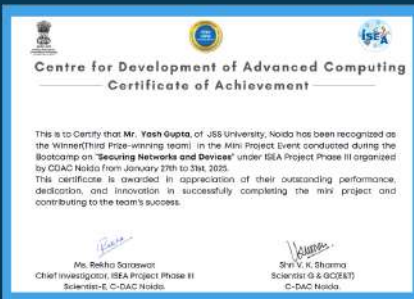 ISEA
Centre for Development of Advanced Computing
Certificate of Achievement
This is to Certify that Mr. Yash Gupta, of JSS University, Noida has been recognized as
the Winner(Third Prize-winning team) in the Mini Project Event conducted during the
Bootcamp on "Securing Networks and Devices" under ISEA Project Phase III organized
by CDAC Noida from January 27th to 31st, 2025.
This certificate is awarded in appreciation of their outstanding performance,
dedication, and innovation in successfully completing the mini project and
contributing to the team's success.
Ms. Rekha Saraswat
Chief Investigator, ISEA Project Phase III
Scientist-E, C-DAC Noida.
Shri V. K. Sharma
Scientist G & GC(E&T)
C-DAC Noida.